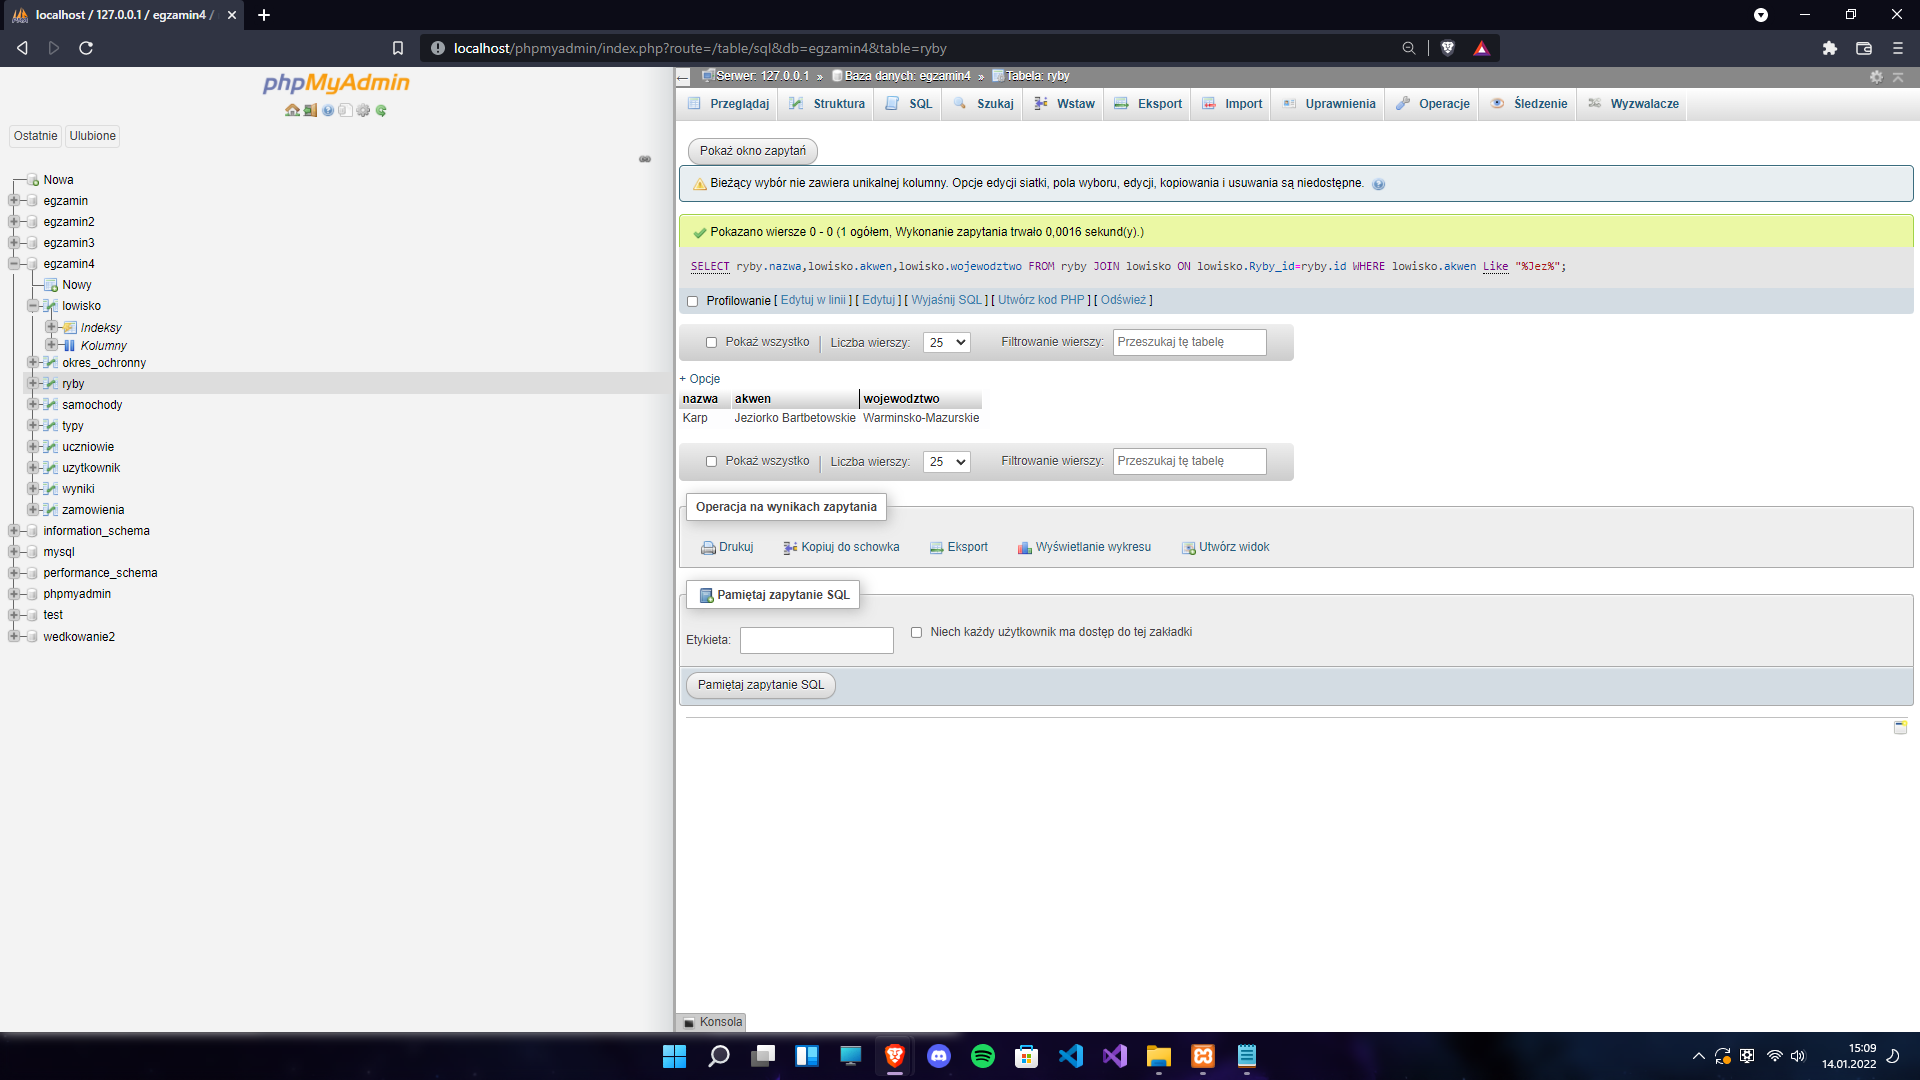 localhost / 127.0.0.1 / egzamin4 /
localhost/phpmyadmin/index.php?route=/table/sql&db=egzamin4&table=ryby
phpMyAdmin
Ostatnie Ulubione
Nowa
egzamin
egzamin2
egzamin3
egzamin4
Nowy
lowisko
Indeksy
Kolumny
okres_ochronny
ryby
samochody
typy
uczniowie
uzytkownik
wyniki
zamowienia
information_schema
mysql
performance_schema
phpmyadmin
test
wedkowanie2
Serwer: 127.0.0.1 » Baza danych: egzamin4 » Tabela: ryby
Przeglądaj Struktura SQL Szukaj Wstaw Eksport Import Uprawnienia Operacje Śledzenie Wyzwalacze
Pokaż okno zapytań
Bieżący wybór nie zawiera unikalnej kolumny. Opcje edycji siatki, pola wyboru, edycji, kopiowania i usuwania są niedostępne.
Pokazano wiersze 0 - 0 (1 ogółem, Wykonanie zapytania trwało 0,0016 sekund(y).)
SELECT ryby.nazwa,lowisko.akwen,lowisko.wojewodztwo FROM ryby JOIN lowisko ON lowisko.Ryby_id=ryby.id WHERE lowisko.akwen Like "%Jez%";
Profilowanie [ Edytuj w linii ] [ Edytuj ] [ Wyjaśnij SQL ] [ Utwórz kod PHP ] [ Odśwież ]
Pokaż wszystko | Liczba wierszy: 25 Filtrowanie wierszy: Przeszukaj tę tabelę
+ Opcje
nazwa akwen wojewodztwo
Karp Jeziorko Bartbetowskie Warminsko-Mazurskie
Pokaż wszystko | Liczba wierszy: 25 Filtrowanie wierszy: Przeszukaj tę tabelę
Operacja na wynikach zapytania
Drukuj Kopiuj do schowka Eksport Wyświetlanie wykresu Utwórz widok
Pamiętaj zapytanie SQL
Etykieta: Niech każdy użytkownik ma dostęp do tej zakładki
Pamiętaj zapytanie SQL
Konsola
15:09
14.01.2022